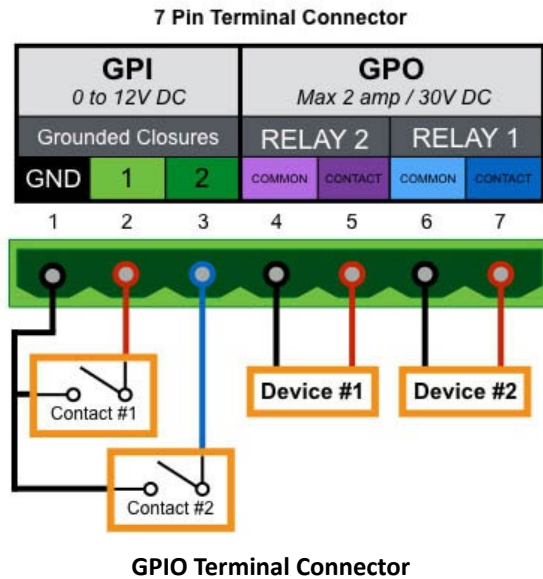 7 Pin Terminal Connector
GPI GPO
0 to 12V DC Max 2 amp / 30V DC
Grounded Closures RELAY 2 RELAY 1
GND 1 2 COMMON CONTACT COMMON CONTACT
1 2 3 4 5 6 7
Device #1 Device #2
Contact #1
Contact #2
GPIO Terminal Connector